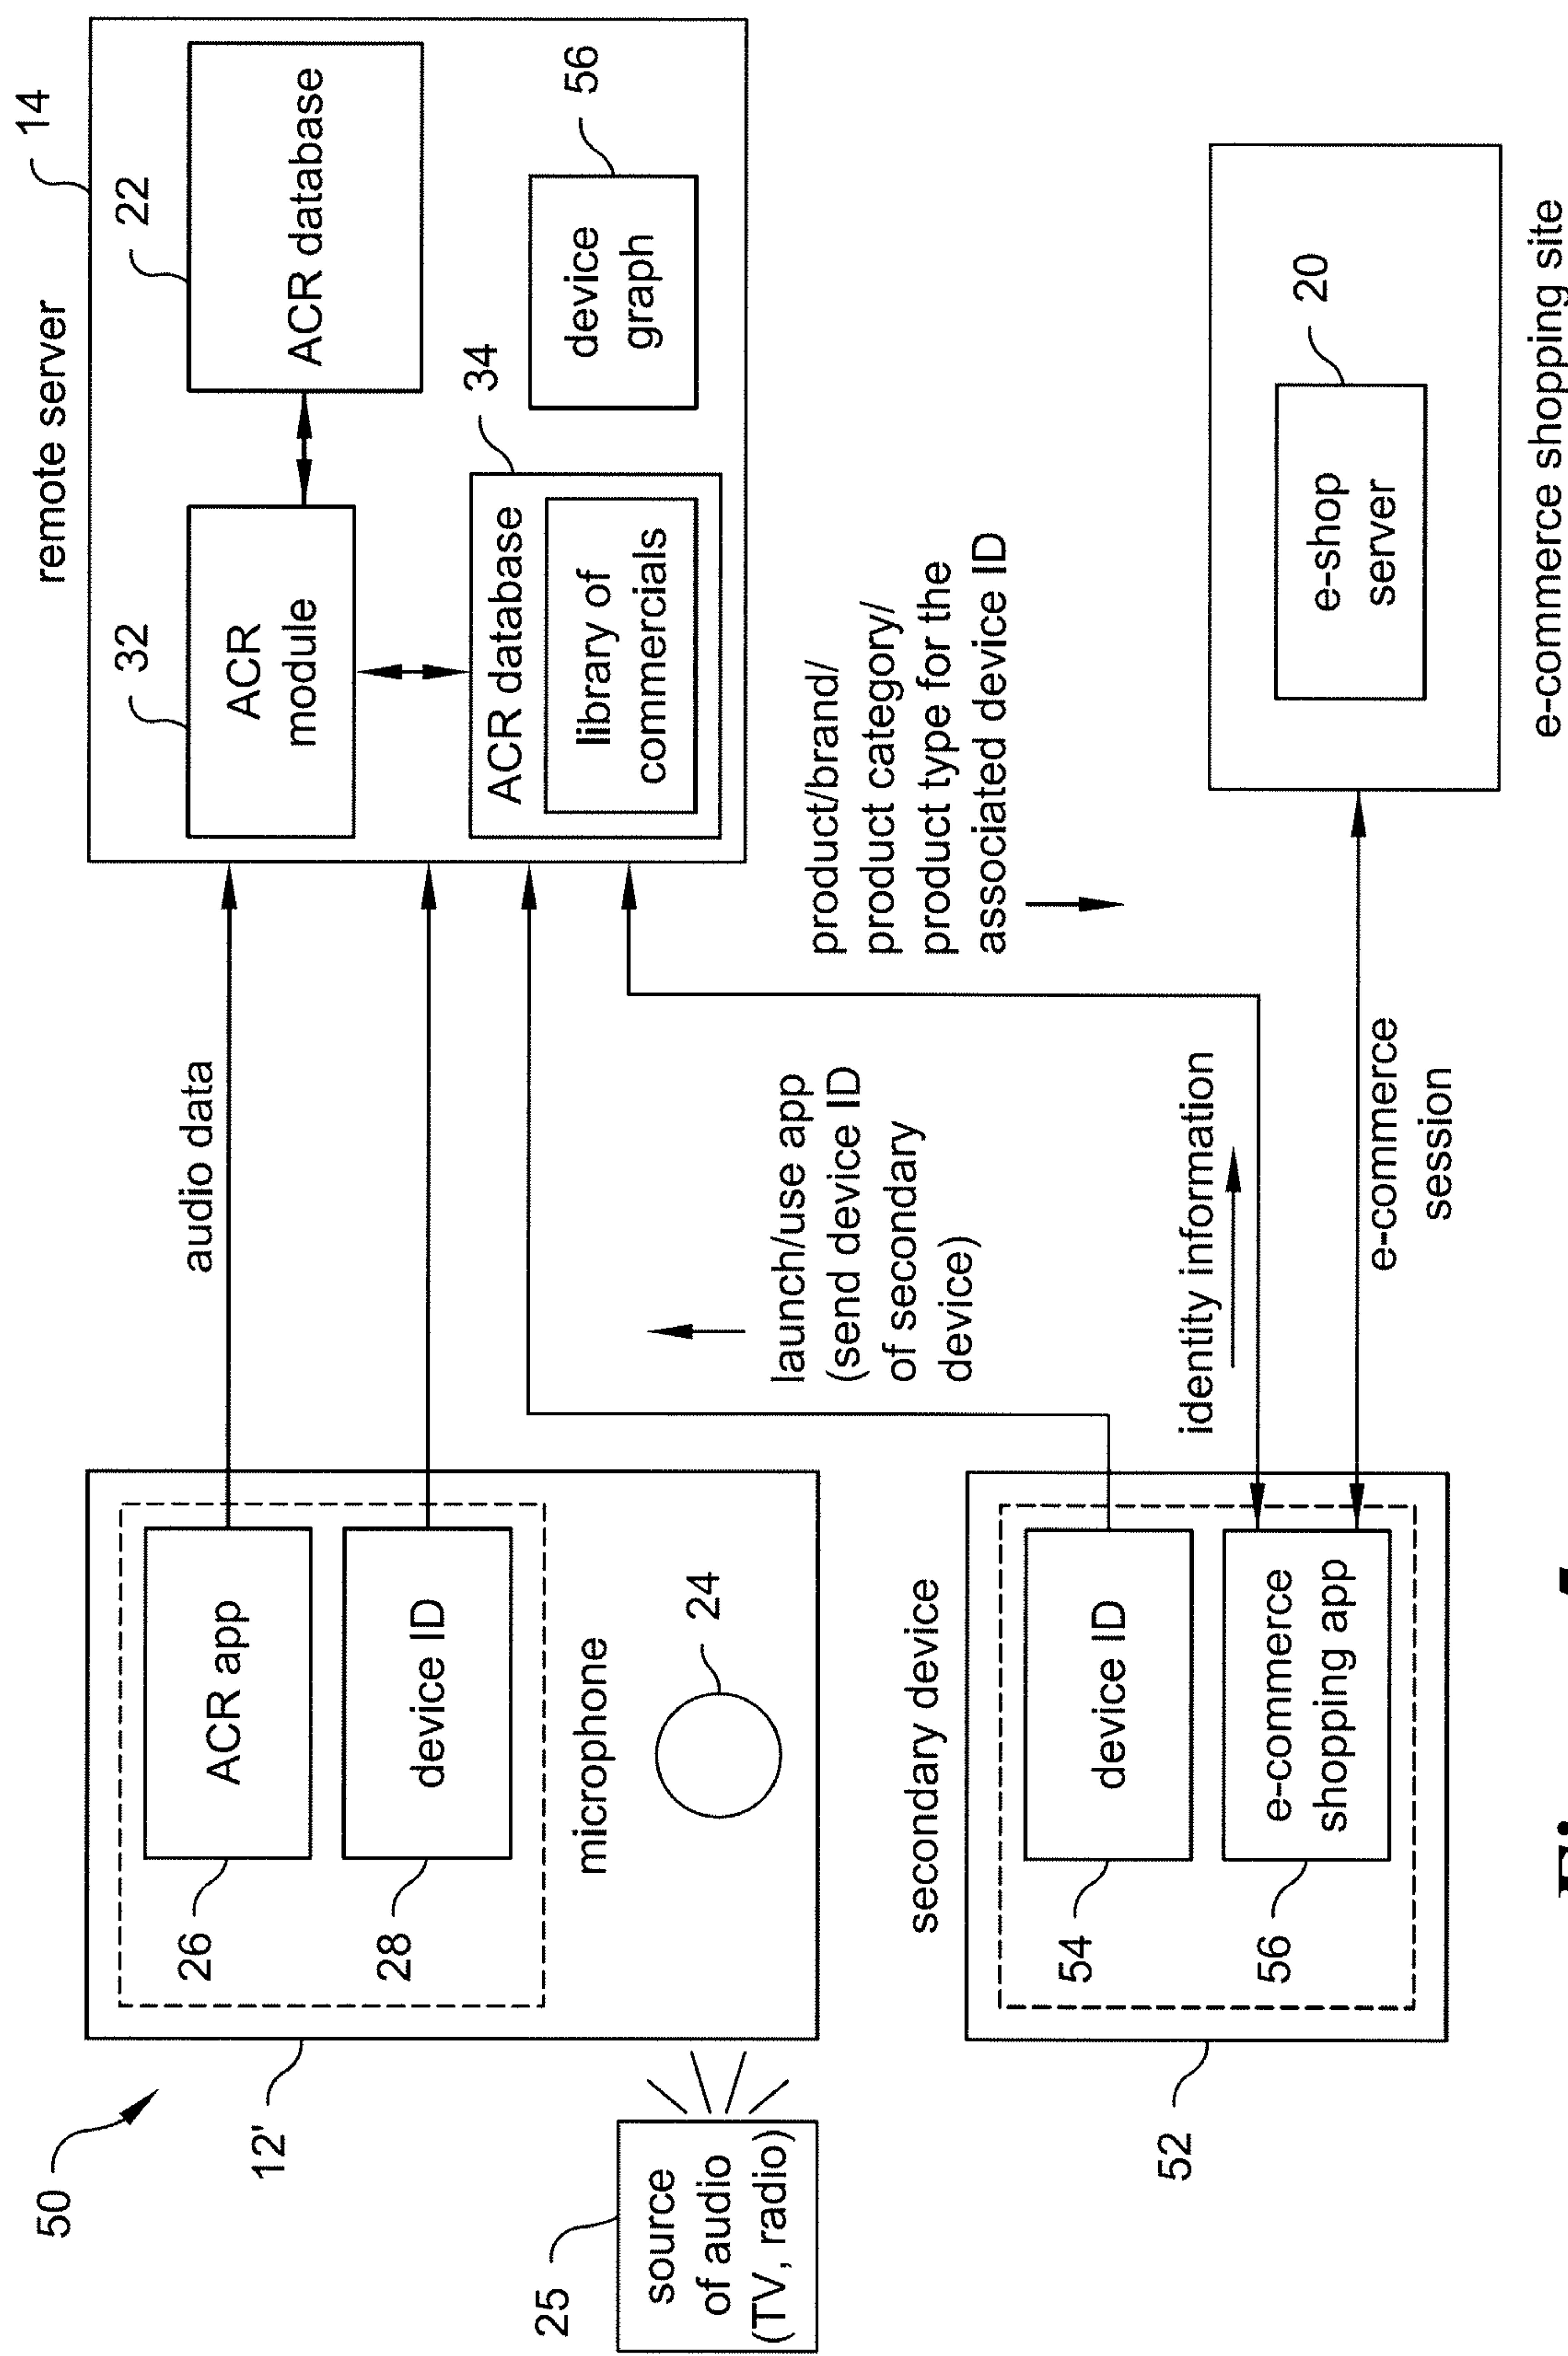 50
12'
26
ACR app
28
device ID
microphone
24
25
source
of audio
(TV, radio)
audio data
remote server
14
32
ACR
module
22
ACR database
34
ACR database
library of
commercials
56
device
graph
launch/use app
(send device ID
of secondary
device)
product/brand/
product category/
product type for the
associated device ID
secondary device
52
54
device ID
56
e-commerce
shopping app
identity information
e-commerce
session
20
e-shop
server
e-commerce shopping site